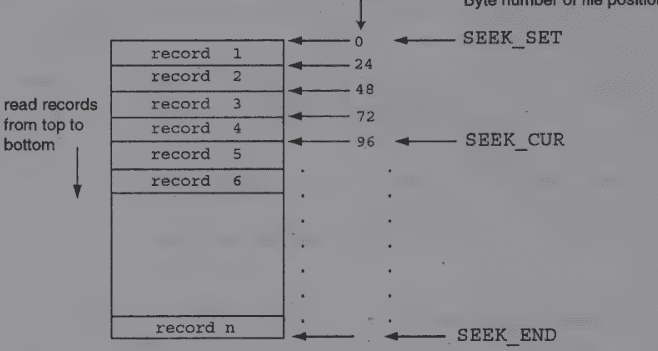 Byte number of file position
0 SEEK_SET
record 1
24
record 2
48
read records
from top to
bottom
record 3
72
record 4
96 SEEK_CUR
record 5
record 6
record n
SEEK_END